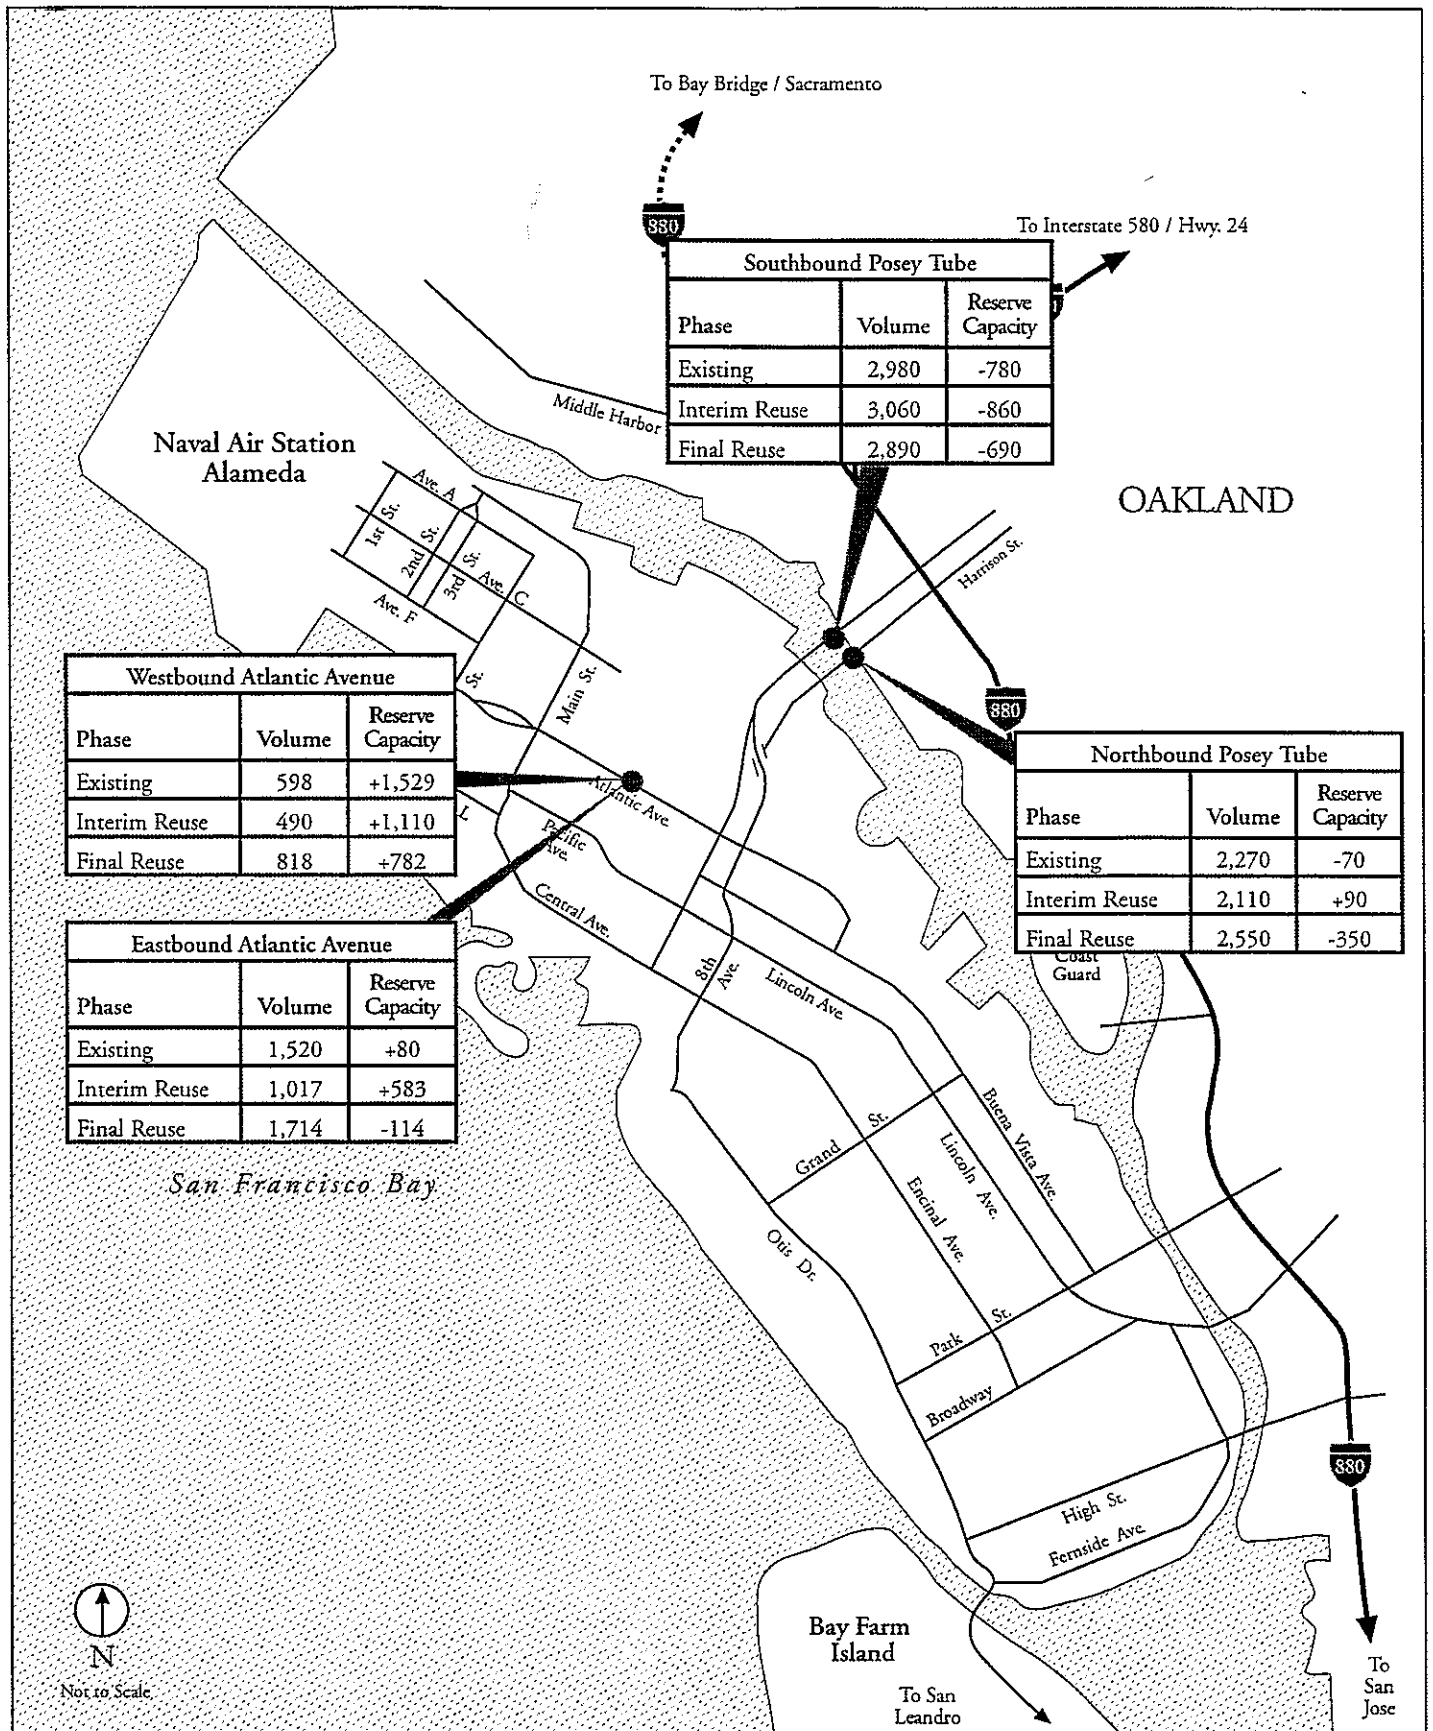 To Bay Bridge / Sacramento
880
To Interstate 580 / Hwy. 24
Southbound Posey Tube
Phase Volume Reserve Capacity
Existing 2,980 -780
Interim Reuse 3,060 -860
Final Reuse 2,890 -690
Middle Harbor
Naval Air Station
Alameda
OAKLAND
Ave. A
1st St.
2nd St.
3rd St.
Ave. C
Ave. F
Harrison St.
St.
Main St.
880
Westbound Atlantic Avenue
Phase Volume Reserve Capacity
Existing 598 +1,529
Interim Reuse 490 +1,110
Final Reuse 818 +782
Northbound Posey Tube
Phase Volume Reserve Capacity
Existing 2,270 -70
Interim Reuse 2,110 +90
Final Reuse 2,550 -350
Atlantic Ave.
L
Pacific
Ave.
Central Ave.
Eastbound Atlantic Avenue
Phase Volume Reserve Capacity
Existing 1,520 +80
Interim Reuse 1,017 +583
Final Reuse 1,714 -114
8th
Ave.
Lincoln Ave.
Coast
Guard
San Francisco Bay
Grand St.
Buena Vista Ave.
Lincoln Ave.
Encinal Ave.
Otis Dr.
Park St.
Broadway
880
High St.
Fernside Ave.
N
Not to Scale
Bay Farm
Island
To San
Leandro
To
San
Jose